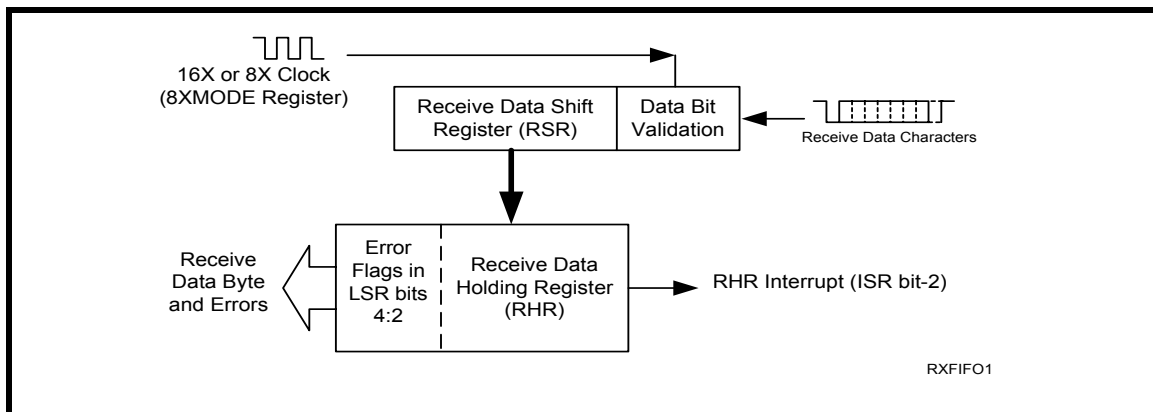 16X or 8X Clock
(8XMODE Register)
Receive Data Shift
Register (RSR)
Data Bit
Validation
Receive Data Characters
Receive
Data Byte
and Errors
Error
Flags in
LSR bits
4:2
Receive Data
Holding Register
(RHR)
RHR Interrupt (ISR bit-2)
RXFIFO1